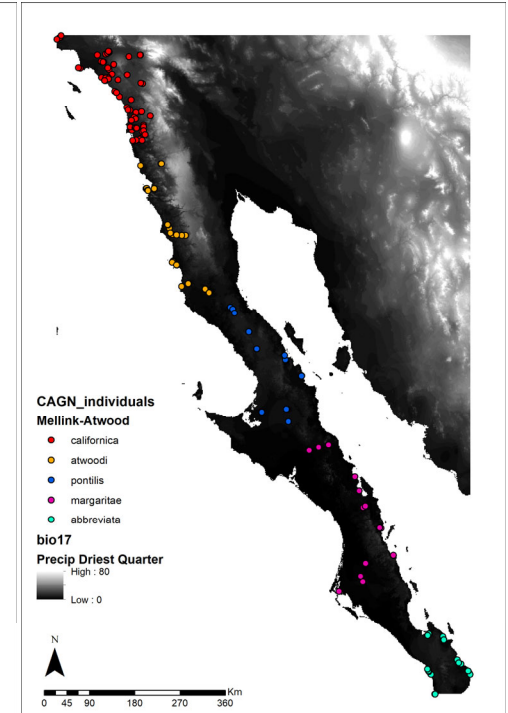 CAGN_individuals
Mellink-Atwood
californica
atwoodi
pontilis
margaritae
abbreviata
bio17
Precip Driest Quarter
High : 80
Low : 0
N
Km
0 45 90 180 270 360